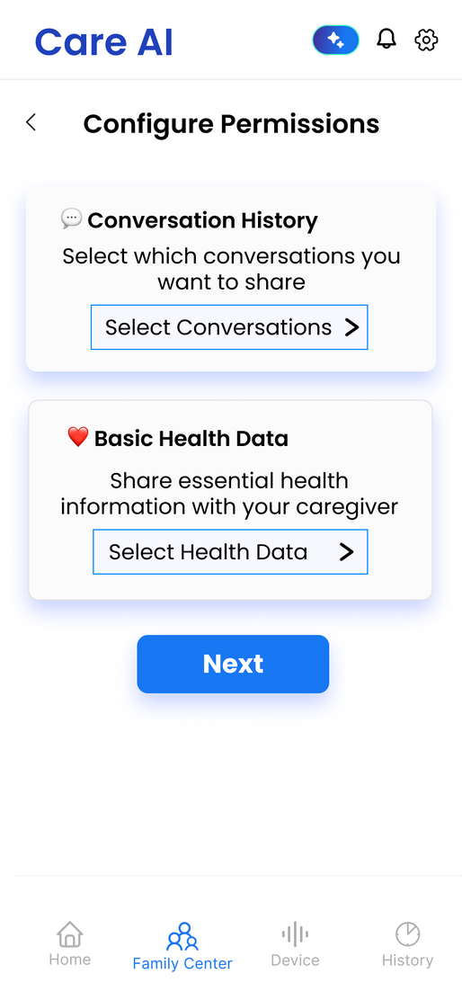 Care AI
Configure Permissions
💬 Conversation History
Select which conversations you
want to share
Select Conversations
❤️ Basic Health Data
Share essential health
information with your caregiver
Select Health Data
Next
Home
Family Center
Device
History